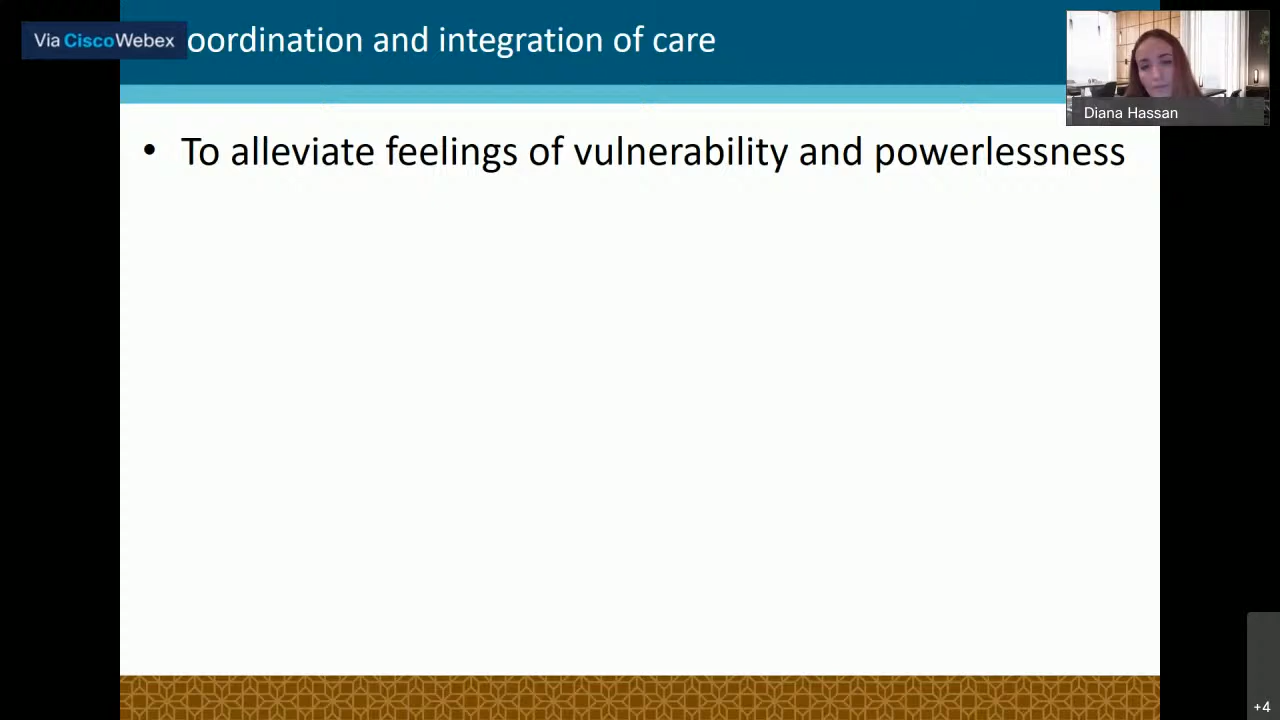 Via CiscoWebex
oordination and integration of care
Diana Hassan
• To alleviate feelings of vulnerability and powerlessness
+4